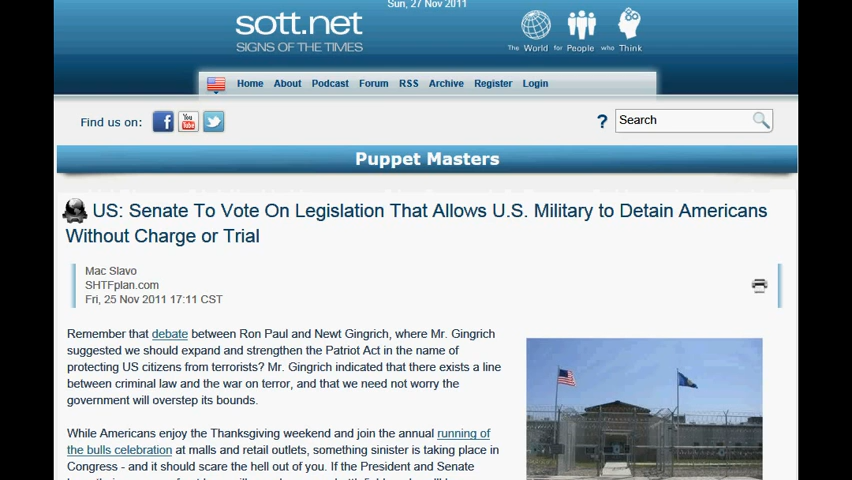 Sun, 27 Nov 2011
sott.net
SIGNS OF THE TIMES
The World for People who Think
Home About Podcast Forum RSS Archive Register Login
Find us on: f You Tube ? Search
Puppet Masters
US: Senate To Vote On Legislation That Allows U.S. Military to Detain Americans
Without Charge or Trial
Mac Slavo
SHTFplan.com
Fri, 25 Nov 2011 17:11 CST
Remember that debate between Ron Paul and Newt Gingrich, where Mr. Gingrich
suggested we should expand and strengthen the Patriot Act in the name of
protecting US citizens from terrorists? Mr. Gingrich indicated that there exists a line
between criminal law and the war on terror, and that we need not worry the
government will overstep its bounds.
While Americans enjoy the Thanksgiving weekend and join the annual running of
the bulls celebration at malls and retail outlets, something sinister is taking place in
Congress - and it should scare the hell out of you. If the President and Senate